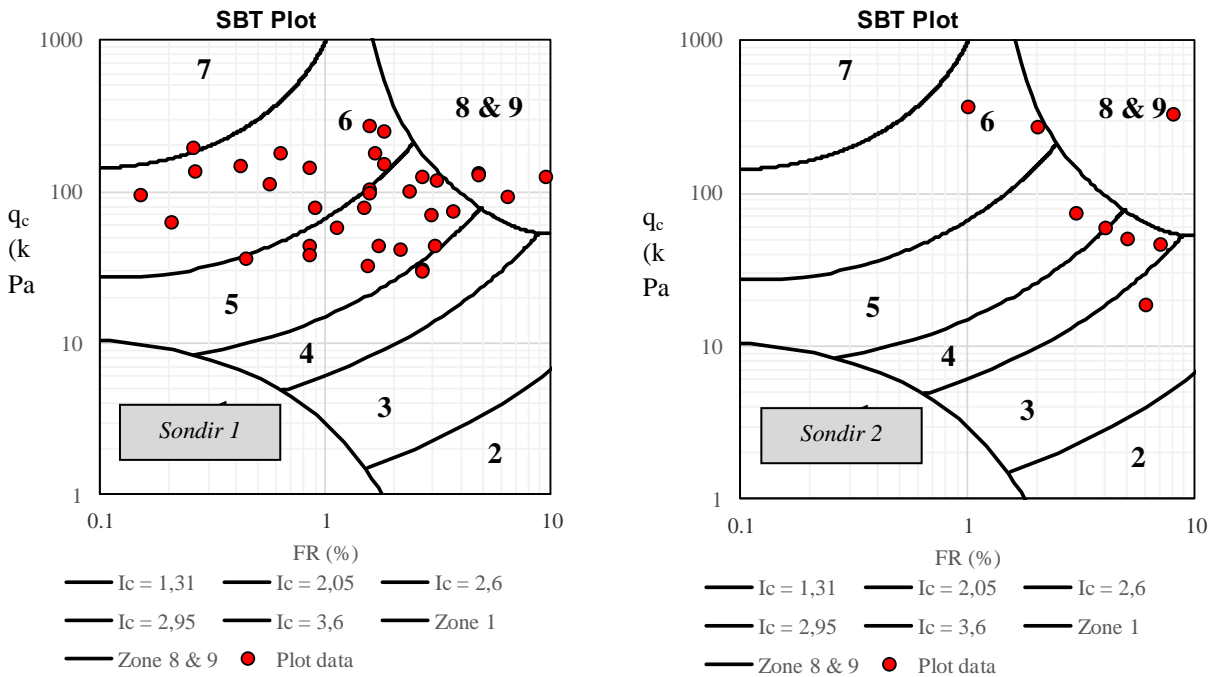 SBT Plot
1000
100
10
1
q_c
(k
Pa
7
6
8 & 9
5
4
3
2
Sondir 1
0.1 1 10
FR (%)
Ic = 1,31 Ic = 2,05 Ic = 2,6
Ic = 2,95 Ic = 3,6 Zone 1
Zone 8 & 9 Plot data
SBT Plot
1000
100
10
1
q_c
(k
Pa
7
6
8 & 9
5
4
3
2
Sondir 2
0.1 1 10
FR (%)
Ic = 1,31 Ic = 2,05 Ic = 2,6
Ic = 2,95 Ic = 3,6 Zone 1
Zone 8 & 9 Plot data